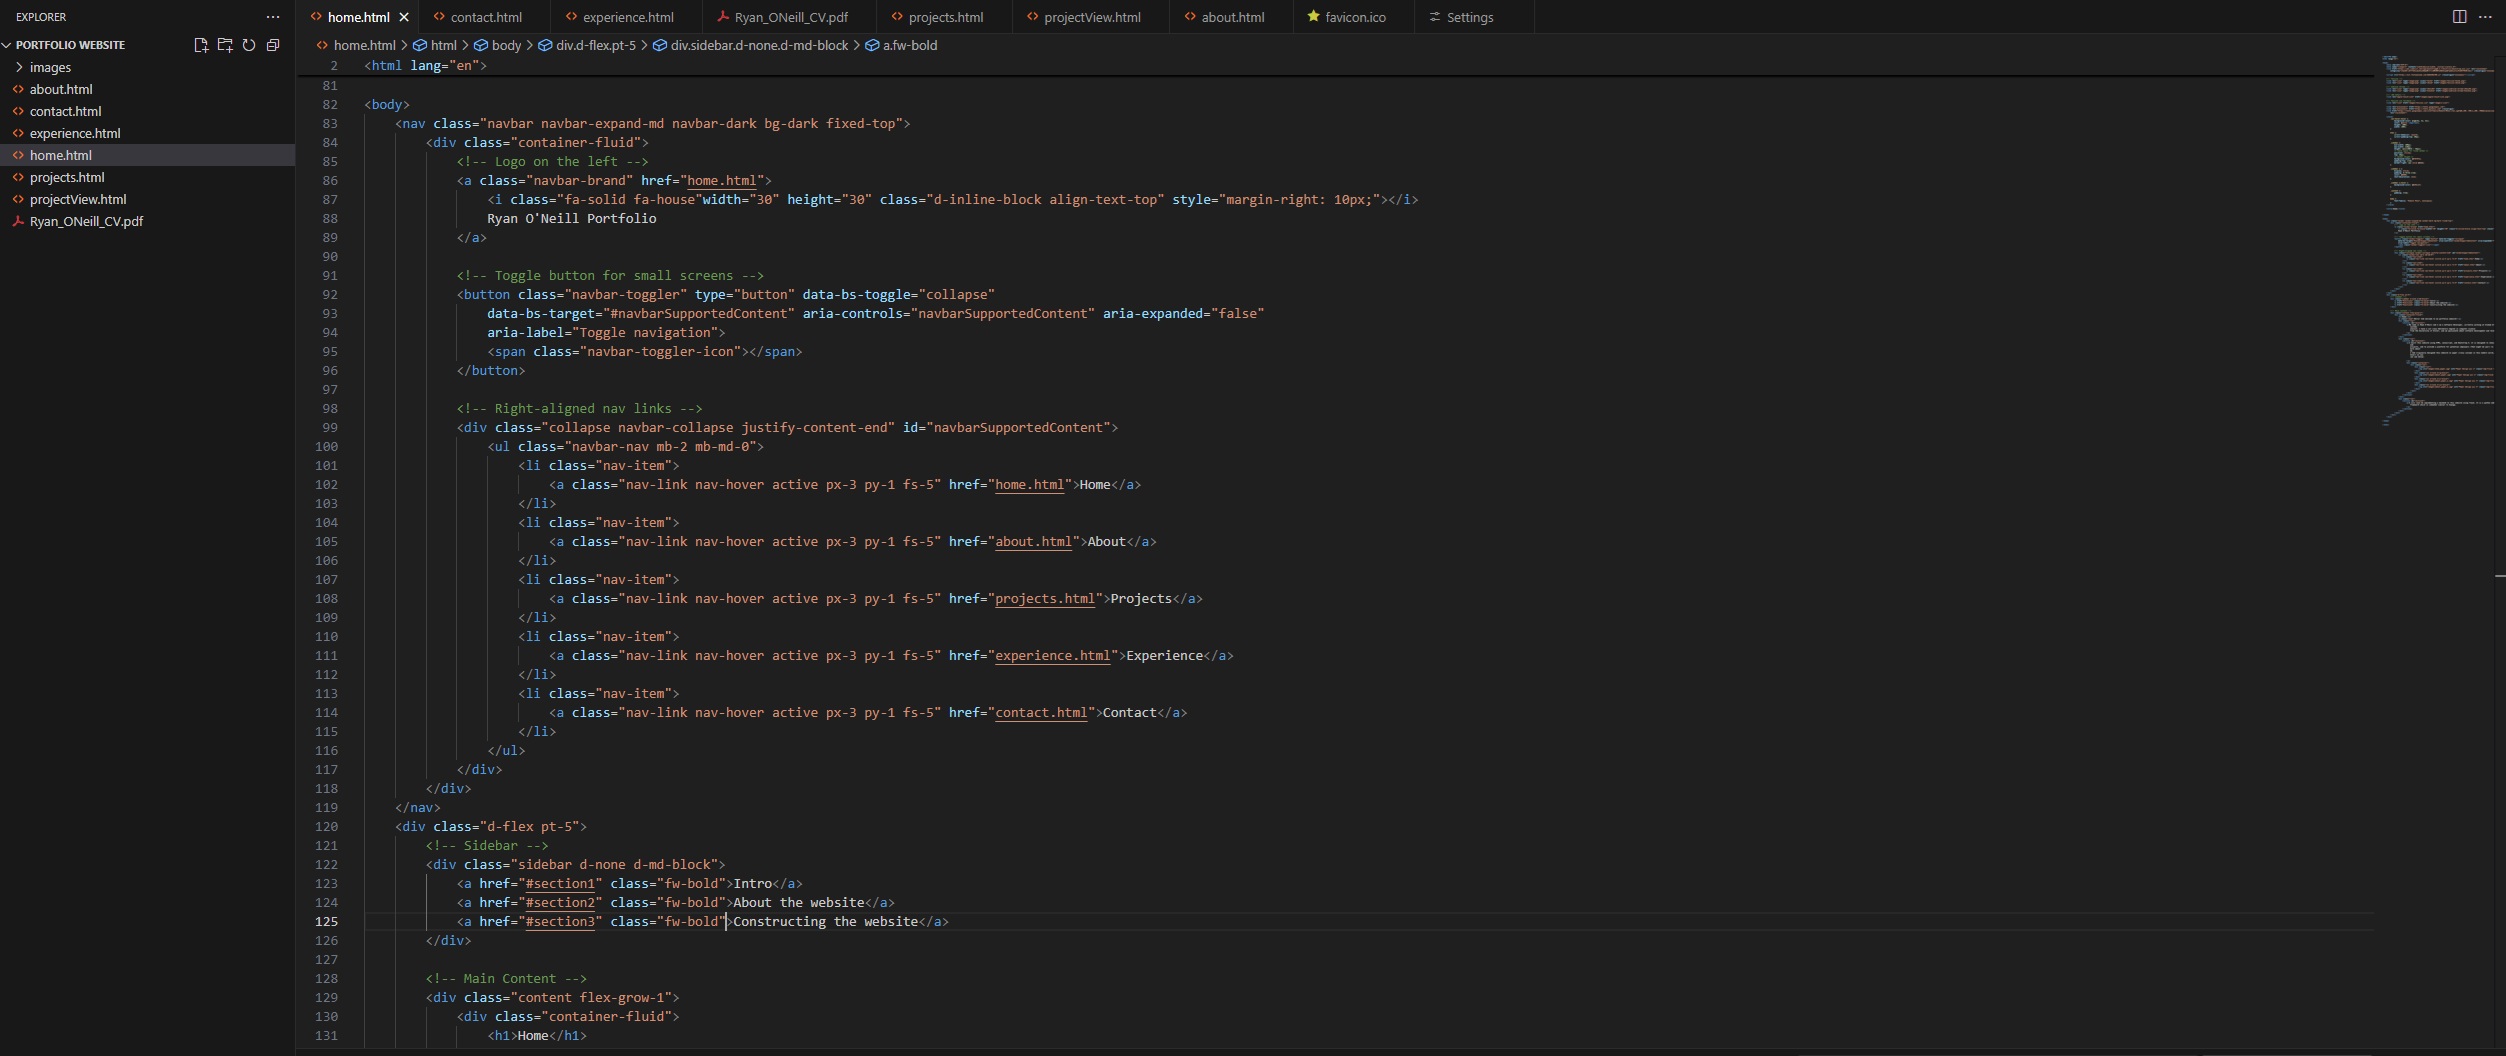 EXPLORER
PORTFOLIO WEBSITE
images
about.html
contact.html
experience.html
home.html
projects.html
projectView.html
Ryan_ONeill_CV.pdf
home.html contact.html experience.html Ryan_ONeill_CV.pdf projects.html projectView.html about.html favicon.ico Settings
home.html > html > body > div.d-flex.pt-5 > div.sidebar.d-none.d-md-block > a.fw-bold
2 <html lang="en">
81
82 <body>
83 <nav class="navbar navbar-expand-md navbar-dark bg-dark fixed-top">
84 <div class="container-fluid">
85 <!-- Logo on the left -->
86 <a class="navbar-brand" href="home.html">
87 <i class="fa-solid fa-house"width="30" height="30" class="d-inline-block align-text-top" style="margin-right: 10px;"></i>
88 Ryan O'Neill Portfolio
89 </a>
90
91 <!-- Toggle button for small screens -->
92 <button class="navbar-toggler" type="button" data-bs-toggle="collapse"
93 data-bs-target="#navbarSupportedContent" aria-controls="navbarSupportedContent" aria-expanded="false"
94 aria-label="Toggle navigation">
95 <span class="navbar-toggler-icon"></span>
96 </button>
97
98 <!-- Right-aligned nav links -->
99 <div class="collapse navbar-collapse justify-content-end" id="navbarSupportedContent">
100 <ul class="navbar-nav mb-2 mb-md-0">
101 <li class="nav-item">
102 <a class="nav-link nav-hover active px-3 py-1 fs-5" href="home.html">Home</a>
103 </li>
104 <li class="nav-item">
105 <a class="nav-link nav-hover active px-3 py-1 fs-5" href="about.html">About</a>
106 </li>
107 <li class="nav-item">
108 <a class="nav-link nav-hover active px-3 py-1 fs-5" href="projects.html">Projects</a>
109 </li>
110 <li class="nav-item">
111 <a class="nav-link nav-hover active px-3 py-1 fs-5" href="experience.html">Experience</a>
112 </li>
113 <li class="nav-item">
114 <a class="nav-link nav-hover active px-3 py-1 fs-5" href="contact.html">Contact</a>
115 </li>
116 </ul>
117 </div>
118 </div>
119 </nav>
120 <div class="d-flex pt-5">
121 <!-- Sidebar -->
122 <div class="sidebar d-none d-md-block">
123 <a href="#section1" class="fw-bold">Intro</a>
124 <a href="#section2" class="fw-bold">About the website</a>
125 <a href="#section3" class="fw-bold">Constructing the website</a>
126 </div>
127
128 <!-- Main Content -->
129 <div class="content flex-grow-1">
130 <div class="container-fluid">
131 <h1>Home</h1>